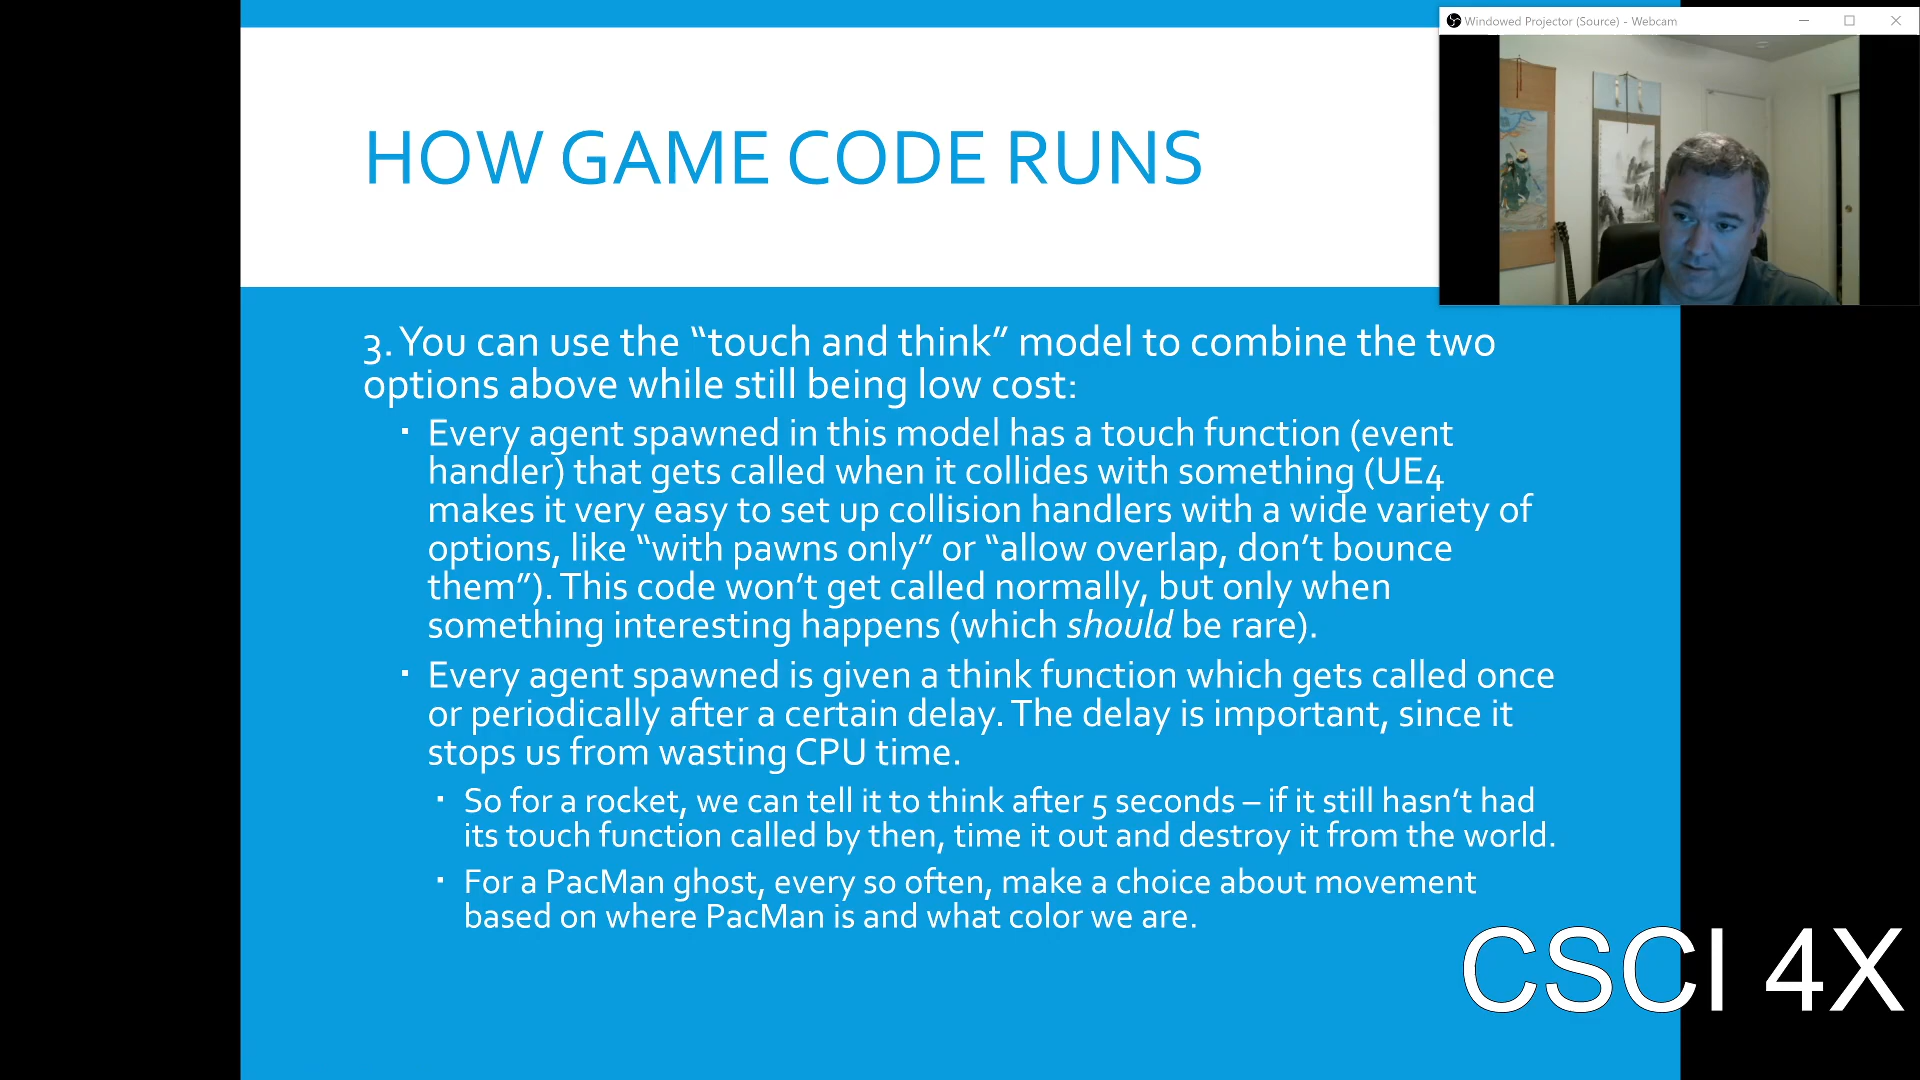 Windowed Projector (Source) - Webcam
HOW GAME CODE RUNS
3. You can use the “touch and think” model to combine the two
options above while still being low cost:
▪ Every agent spawned in this model has a touch function (event
handler) that gets called when it collides with something (UE4
makes it very easy to set up collision handlers with a wide variety of
options, like “with pawns only” or “allow overlap, don’t bounce
them”). This code won’t get called normally, but only when
something interesting happens (which should be rare).
▪ Every agent spawned is given a think function which gets called once
or periodically after a certain delay. The delay is important, since it
stops us from wasting CPU time.
▪ So for a rocket, we can tell it to think after 5 seconds – if it still hasn’t had
its touch function called by then, time it out and destroy it from the world.
▪ For a PacMan ghost, every so often, make a choice about movement
based on where PacMan is and what color we are.
CSCI 4X